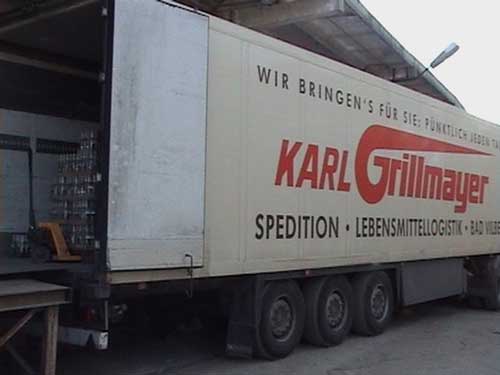 WIR BRINGEN'S FÜR SIE: PÜNKTLICH JEDEN
KARL Grillmayer
SPEDITION · LEBENSMITTELLOGISTIK · BAD